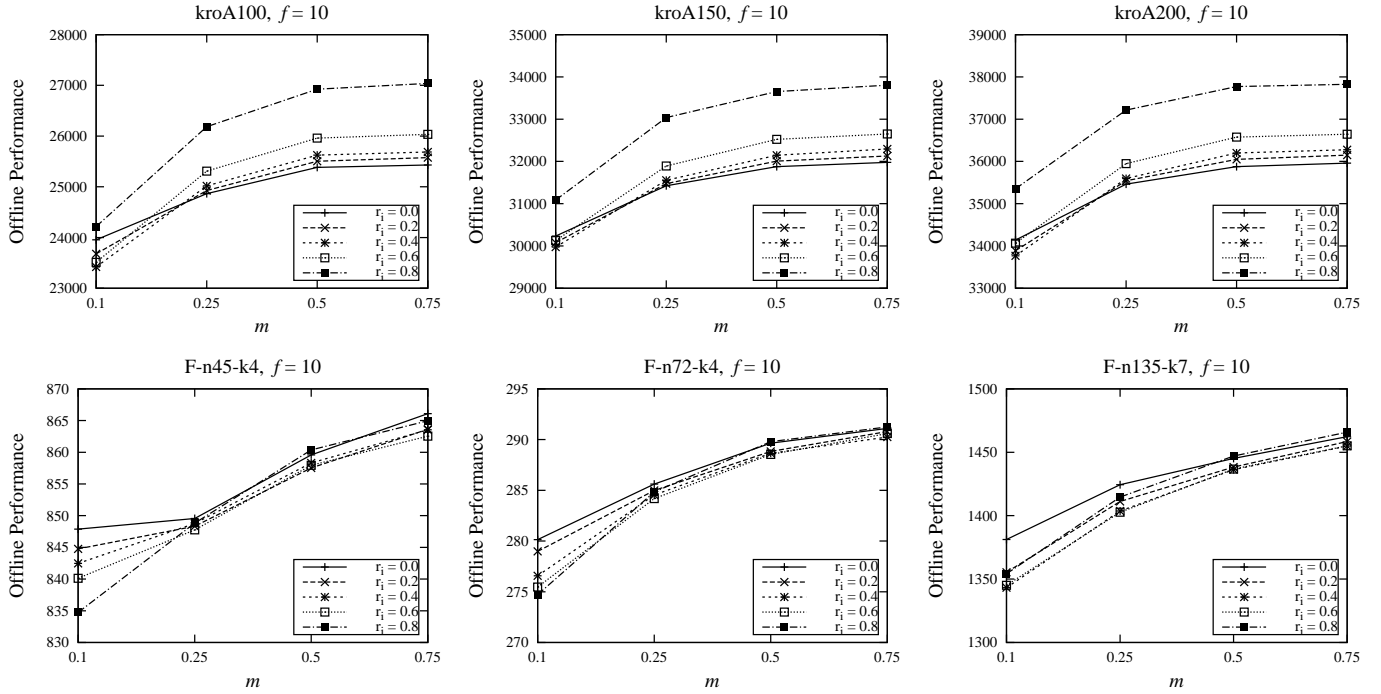 kroA100, f = 10
28000
27000
26000
25000
24000
23000
Offline Performance
0.1
0.25
0.5
0.75
m
r_i = 0.0
r_i = 0.2
r_i = 0.4
r_i = 0.6
r_i = 0.8
kroA150, f = 10
35000
34000
33000
32000
31000
30000
29000
Offline Performance
0.1
0.25
0.5
0.75
m
r_i = 0.0
r_i = 0.2
r_i = 0.4
r_i = 0.6
r_i = 0.8
kroA200, f = 10
39000
38000
37000
36000
35000
34000
33000
Offline Performance
0.1
0.25
0.5
0.75
m
r_i = 0.0
r_i = 0.2
r_i = 0.4
r_i = 0.6
r_i = 0.8
F-n45-k4, f = 10
870
865
860
855
850
845
840
835
830
Offline Performance
0.1
0.25
0.5
0.75
m
r_i = 0.0
r_i = 0.2
r_i = 0.4
r_i = 0.6
r_i = 0.8
F-n72-k4, f = 10
295
290
285
280
275
270
Offline Performance
0.1
0.25
0.5
0.75
m
r_i = 0.0
r_i = 0.2
r_i = 0.4
r_i = 0.6
r_i = 0.8
F-n135-k7, f = 10
1500
1450
1400
1350
1300
Offline Performance
0.1
0.25
0.5
0.75
m
r_i = 0.0
r_i = 0.2
r_i = 0.4
r_i = 0.6
r_i = 0.8